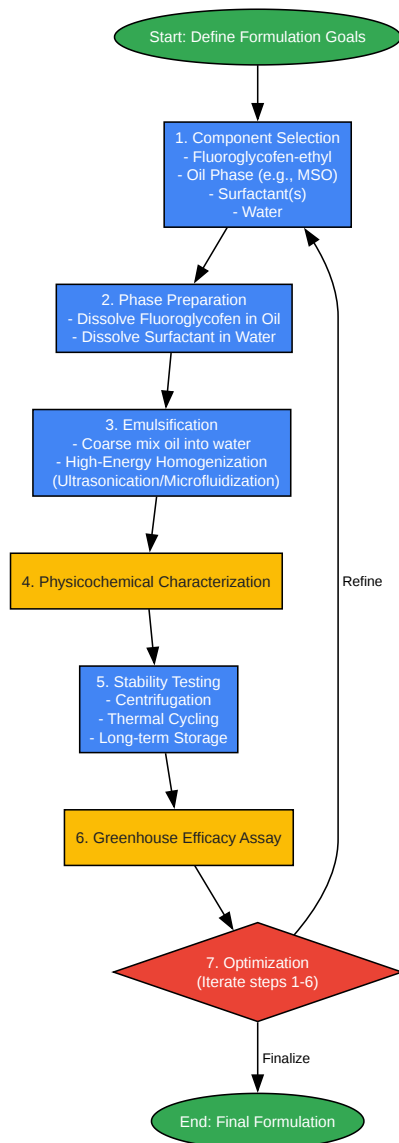 Start: Define Formulation Goals
1. Component Selection
- Fluoroglycofen-ethyl
- Oil Phase (e.g., MSO)
- Surfactant(s)
- Water
2. Phase Preparation
- Dissolve Fluoroglycofen in Oil
- Dissolve Surfactant in Water
3. Emulsification
- Coarse mix oil into water
- High-Energy Homogenization
(Ultrasonication/Microfluidization)
4. Physicochemical Characterization
Refine
5. Stability Testing
- Centrifugation
- Thermal Cycling
- Long-term Storage
6. Greenhouse Efficacy Assay
7. Optimization
(Iterate steps 1-6)
Finalize
End: Final Formulation